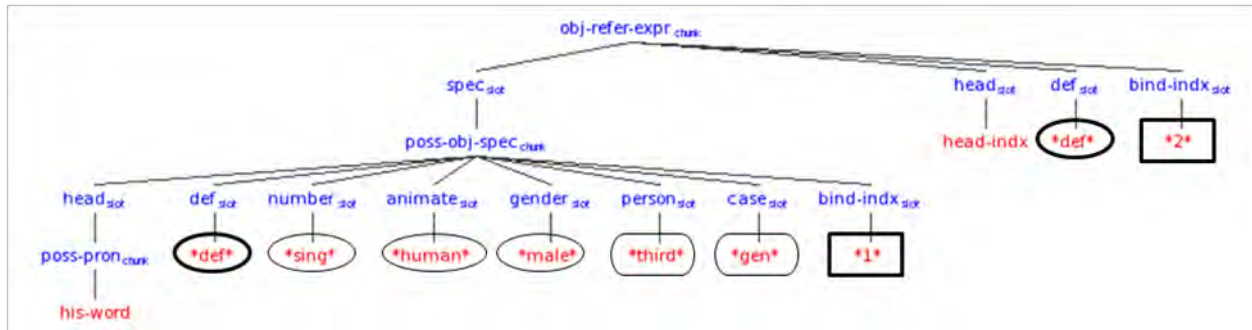 obj-refer-expr chunk
spec slot head slot def slot bind-indx slot
poss-obj-spec chunk head-indx *def* *2*
head slot def slot number slot animate slot gender slot person slot case slot bind-indx slot
poss-pron chunk *def* *sing* *human* *male* *third* *gen* *1*
his-word